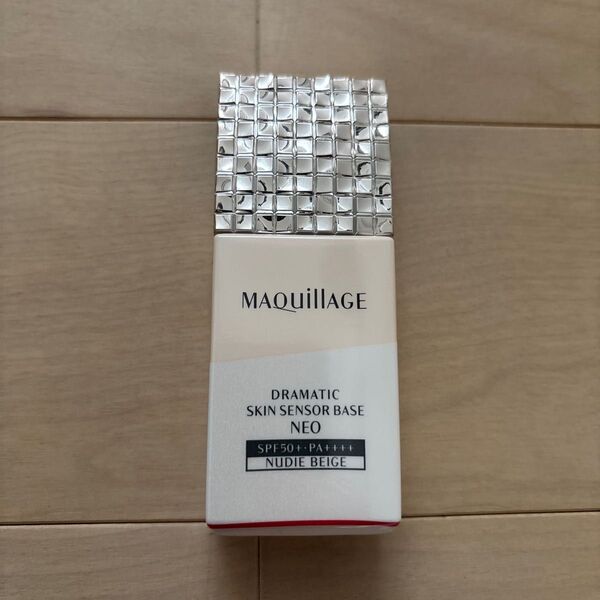 MAQuillAGE
DRAMATIC
SKIN SENSOR BASE
NEO
SPF50+・PA++++
NUDIE BEIGE